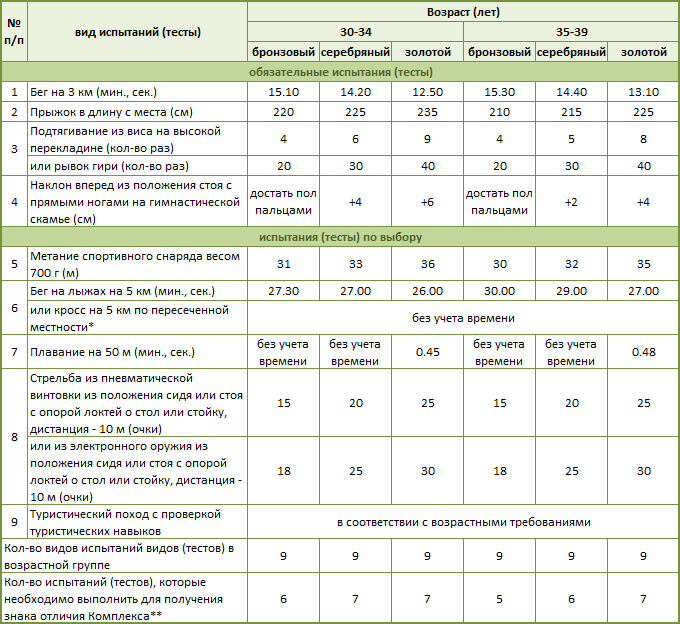 № п/п | вид испытаний (тесты) | Возраст (лет)
30-34 | 35-39
бронзовый | серебряный | золотой | бронзовый | серебряный | золотой
обязательные испытания (тесты)
1 | Бег на 3 км (мин., сек.) | 15.10 | 14.20 | 12.50 | 15.30 | 14.40 | 13.10
2 | Прыжок в длину с места (см) | 220 | 225 | 235 | 210 | 215 | 225
3 | Подтягивание из виса на высокой перекладине (кол-во раз) | 4 | 6 | 9 | 4 | 5 | 8
или рывок гири (кол-во раз) | 20 | 30 | 40 | 20 | 30 | 40
4 | Наклон вперед из положения стоя с прямыми ногами на гимнастической скамье (см) | достать пол пальцами | +4 | +6 | достать пол пальцами | +2 | +4
испытания (тесты) по выбору
5 | Метание спортивного снаряда весом 700 г (м) | 31 | 33 | 36 | 30 | 32 | 35
6 | Бег на лыжах на 5 км (мин., сек.) | 27.30 | 27.00 | 26.00 | 30.00 | 29.00 | 27.00
или кросс на 5 км по пересеченной местности* | без учета времени
7 | Плавание на 50 м (мин., сек.) | без учета времени | без учета времени | 0.45 | без учета времени | без учета времени | 0.48
8 | Стрельба из пневматической винтовки из положения сидя или стоя с опорой локтей о стол или стойку, дистанция - 10 м (очки) | 15 | 20 | 25 | 15 | 20 | 25
или из электронного оружия из положения сидя или стоя с опорой локтей о стол или стойку, дистанция - 10 м (очки) | 18 | 25 | 30 | 18 | 25 | 30
9 | Туристический поход с проверкой туристических навыков | в соответствии с возрастными требованиями
Кол-во видов испытаний видов (тестов) в возрастной группе | 9 | 9 | 9 | 9 | 9 | 9
Кол-во испытаний (тестов), которые необходимо выполнить для получения знака отличия Комплекса** | 6 | 7 | 7 | 5 | 6 | 7